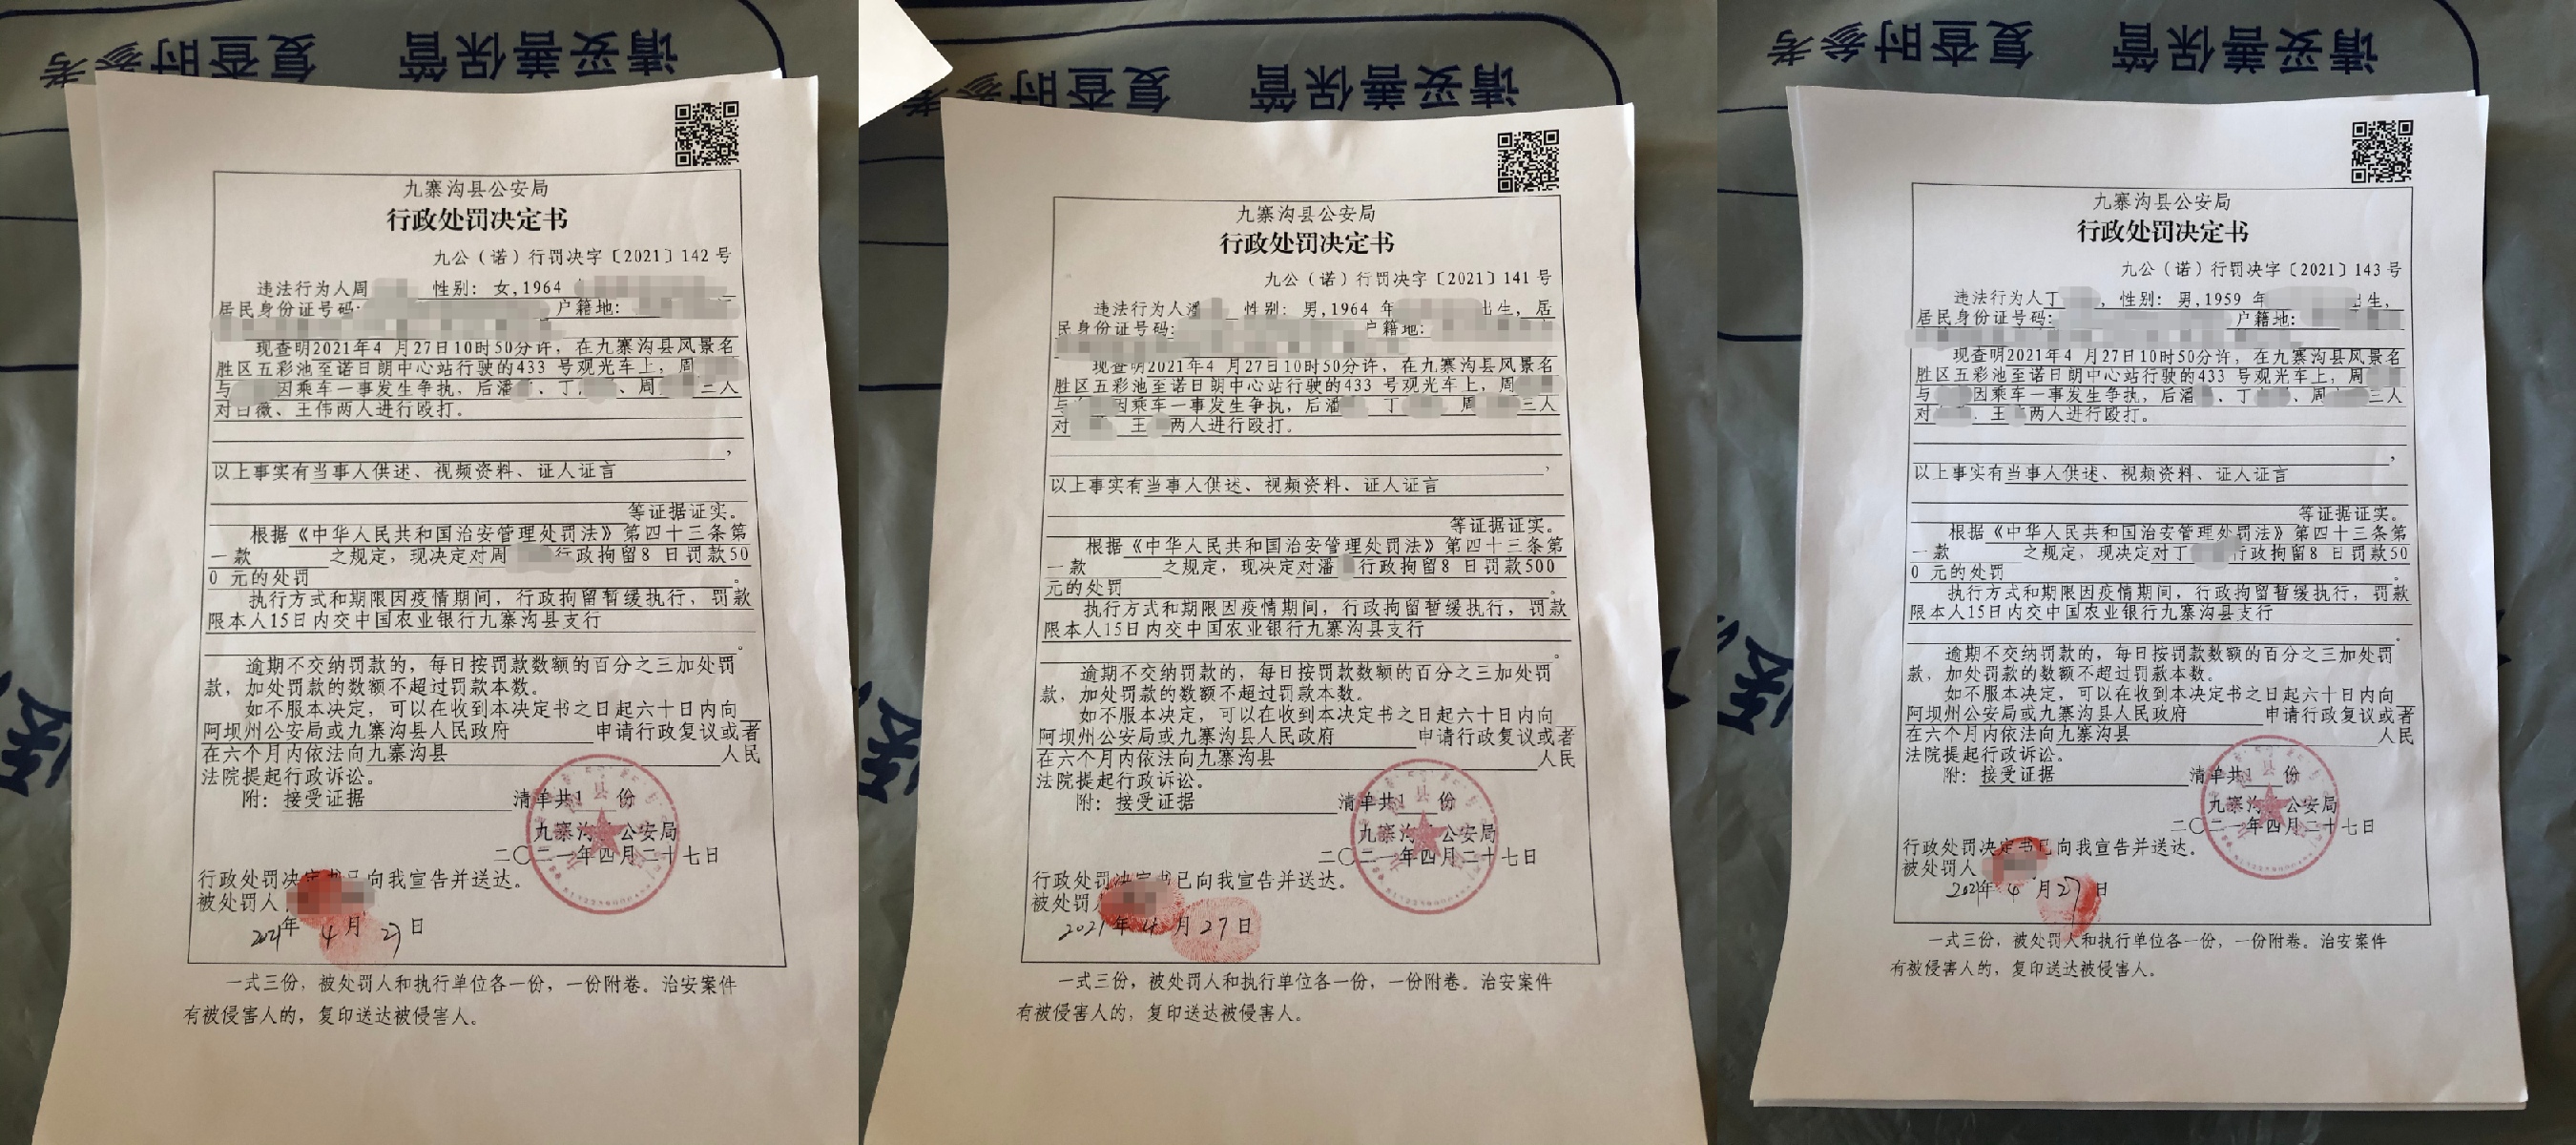 请妥善保管 复查时参考
九寨沟县公安局
行政处罚决定书
九公（诺）行罚决字〔2021〕142 号
违法行为人周 性别：女,1964
居民身份证号码: 户籍地:
现查明2021年4 月27日10时50分许，在九寨沟县风景名
胜区五彩池至诺日朗中心站行驶的433 号观光车上，周
与 因乘车一事发生争执，后潘 、丁 、周 三人
对白薇、王伟两人进行殴打。
，
以上事实有当事人供述、视频资料、证人证言
等证据证实。
根据《中华人民共和国治安管理处罚法》第四十三条第
一款 之规定，现决定对周 行政拘留8 日罚款50
0 元的处罚 。
执行方式和期限因疫情期间，行政拘留暂缓执行，罚款
限本人15日内交中国农业银行九寨沟县支行
。
逾期不交纳罚款的，每日按罚款数额的百分之三加处罚
款，加处罚款的数额不超过罚款本数。
如不服本决定，可以在收到本决定书之日起六十日内向
阿坝州公安局或九寨沟县人民政府 申请行政复议或者
在六个月内依法向九寨沟县 人民
法院提起行政诉讼。
附：接受证据 清单共1 份
九寨沟 公安局
二〇二一年四月二十七日
行政处罚决定书已向我宣告并送达。
被处罚人
2021年 4 月 27 日
一式三份，被处罚人和执行单位各一份，一份附卷。治安案件
有被侵害人的，复印送达被侵害人。
请妥善保管 复查时参考
九寨沟县公安局
行政处罚决定书
九公（诺）行罚决字〔2021〕141 号
违法行为人潘 性别：男,1964 年 出生，居
民身份证号码: 户籍地:
现查明2021年4 月27日10时50分许，在九寨沟县风景名
胜区五彩池至诺日朗中心站行驶的433 号观光车上，周
与 因乘车一事发生争执，后潘 丁 、周 三人
对 、王 两人进行殴打。
，
以上事实有当事人供述、视频资料、证人证言
等证据证实。
根据《中华人民共和国治安管理处罚法》第四十三条第
一款 之规定，现决定对潘 行政拘留8 日罚款500
元的处罚 。
执行方式和期限因疫情期间，行政拘留暂缓执行，罚款
限本人15日内交中国农业银行九寨沟县支行
。
逾期不交纳罚款的，每日按罚款数额的百分之三加处罚
款，加处罚款的数额不超过罚款本数。
如不服本决定，可以在收到本决定书之日起六十日内向
阿坝州公安局或九寨沟县人民政府 申请行政复议或者
在六个月内依法向九寨沟县 人民
法院提起行政诉讼。
附：接受证据 清单共1 份
九寨沟 公安局
二〇二一年四月二十七日
行政处罚决定书已向我宣告并送达。
被处罚人
2021 年 4 月 27 日
一式三份，被处罚人和执行单位各一份，一份附卷。治安案件
有被侵害人的，复印送达被侵害人。
请妥善保管 复查时参考
九寨沟县公安局
行政处罚决定书
九公（诺）行罚决字〔2021〕143 号
违法行为人丁 ，性别：男,1959 年 出生，
居民身份证号码: 户籍地:
现查明2021年4 月27日10时50分许，在九寨沟县风景名
胜区五彩池至诺日朗中心站行驶的433 号观光车上，周
与 因乘车一事发生争执，后潘 、丁 、周 三人
对 、王 两人进行殴打。
，
以上事实有当事人供述、视频资料、证人证言
等证据证实。
根据《中华人民共和国治安管理处罚法》第四十三条第
一款 之规定，现决定对丁 行政拘留8 日罚款50
0 元的处罚 。
执行方式和期限因疫情期间，行政拘留暂缓执行，罚款
限本人15日内交中国农业银行九寨沟县支行
。
逾期不交纳罚款的，每日按罚款数额的百分之三加处罚
款，加处罚款的数额不超过罚款本数。
如不服本决定，可以在收到本决定书之日起六十日内向
阿坝州公安局或九寨沟县人民政府 申请行政复议或者
在六个月内依法向九寨沟县 人民
法院提起行政诉讼。
附：接受证据 清单共1 份
九寨沟 公安局
二〇二一年四月二十七日
行政处罚决定书已向我宣告并送达。
被处罚人
2021年 4 月 27 日
一式三份，被处罚人和执行单位各一份，一份附卷。治安案件
有被侵害人的，复印送达被侵害人。